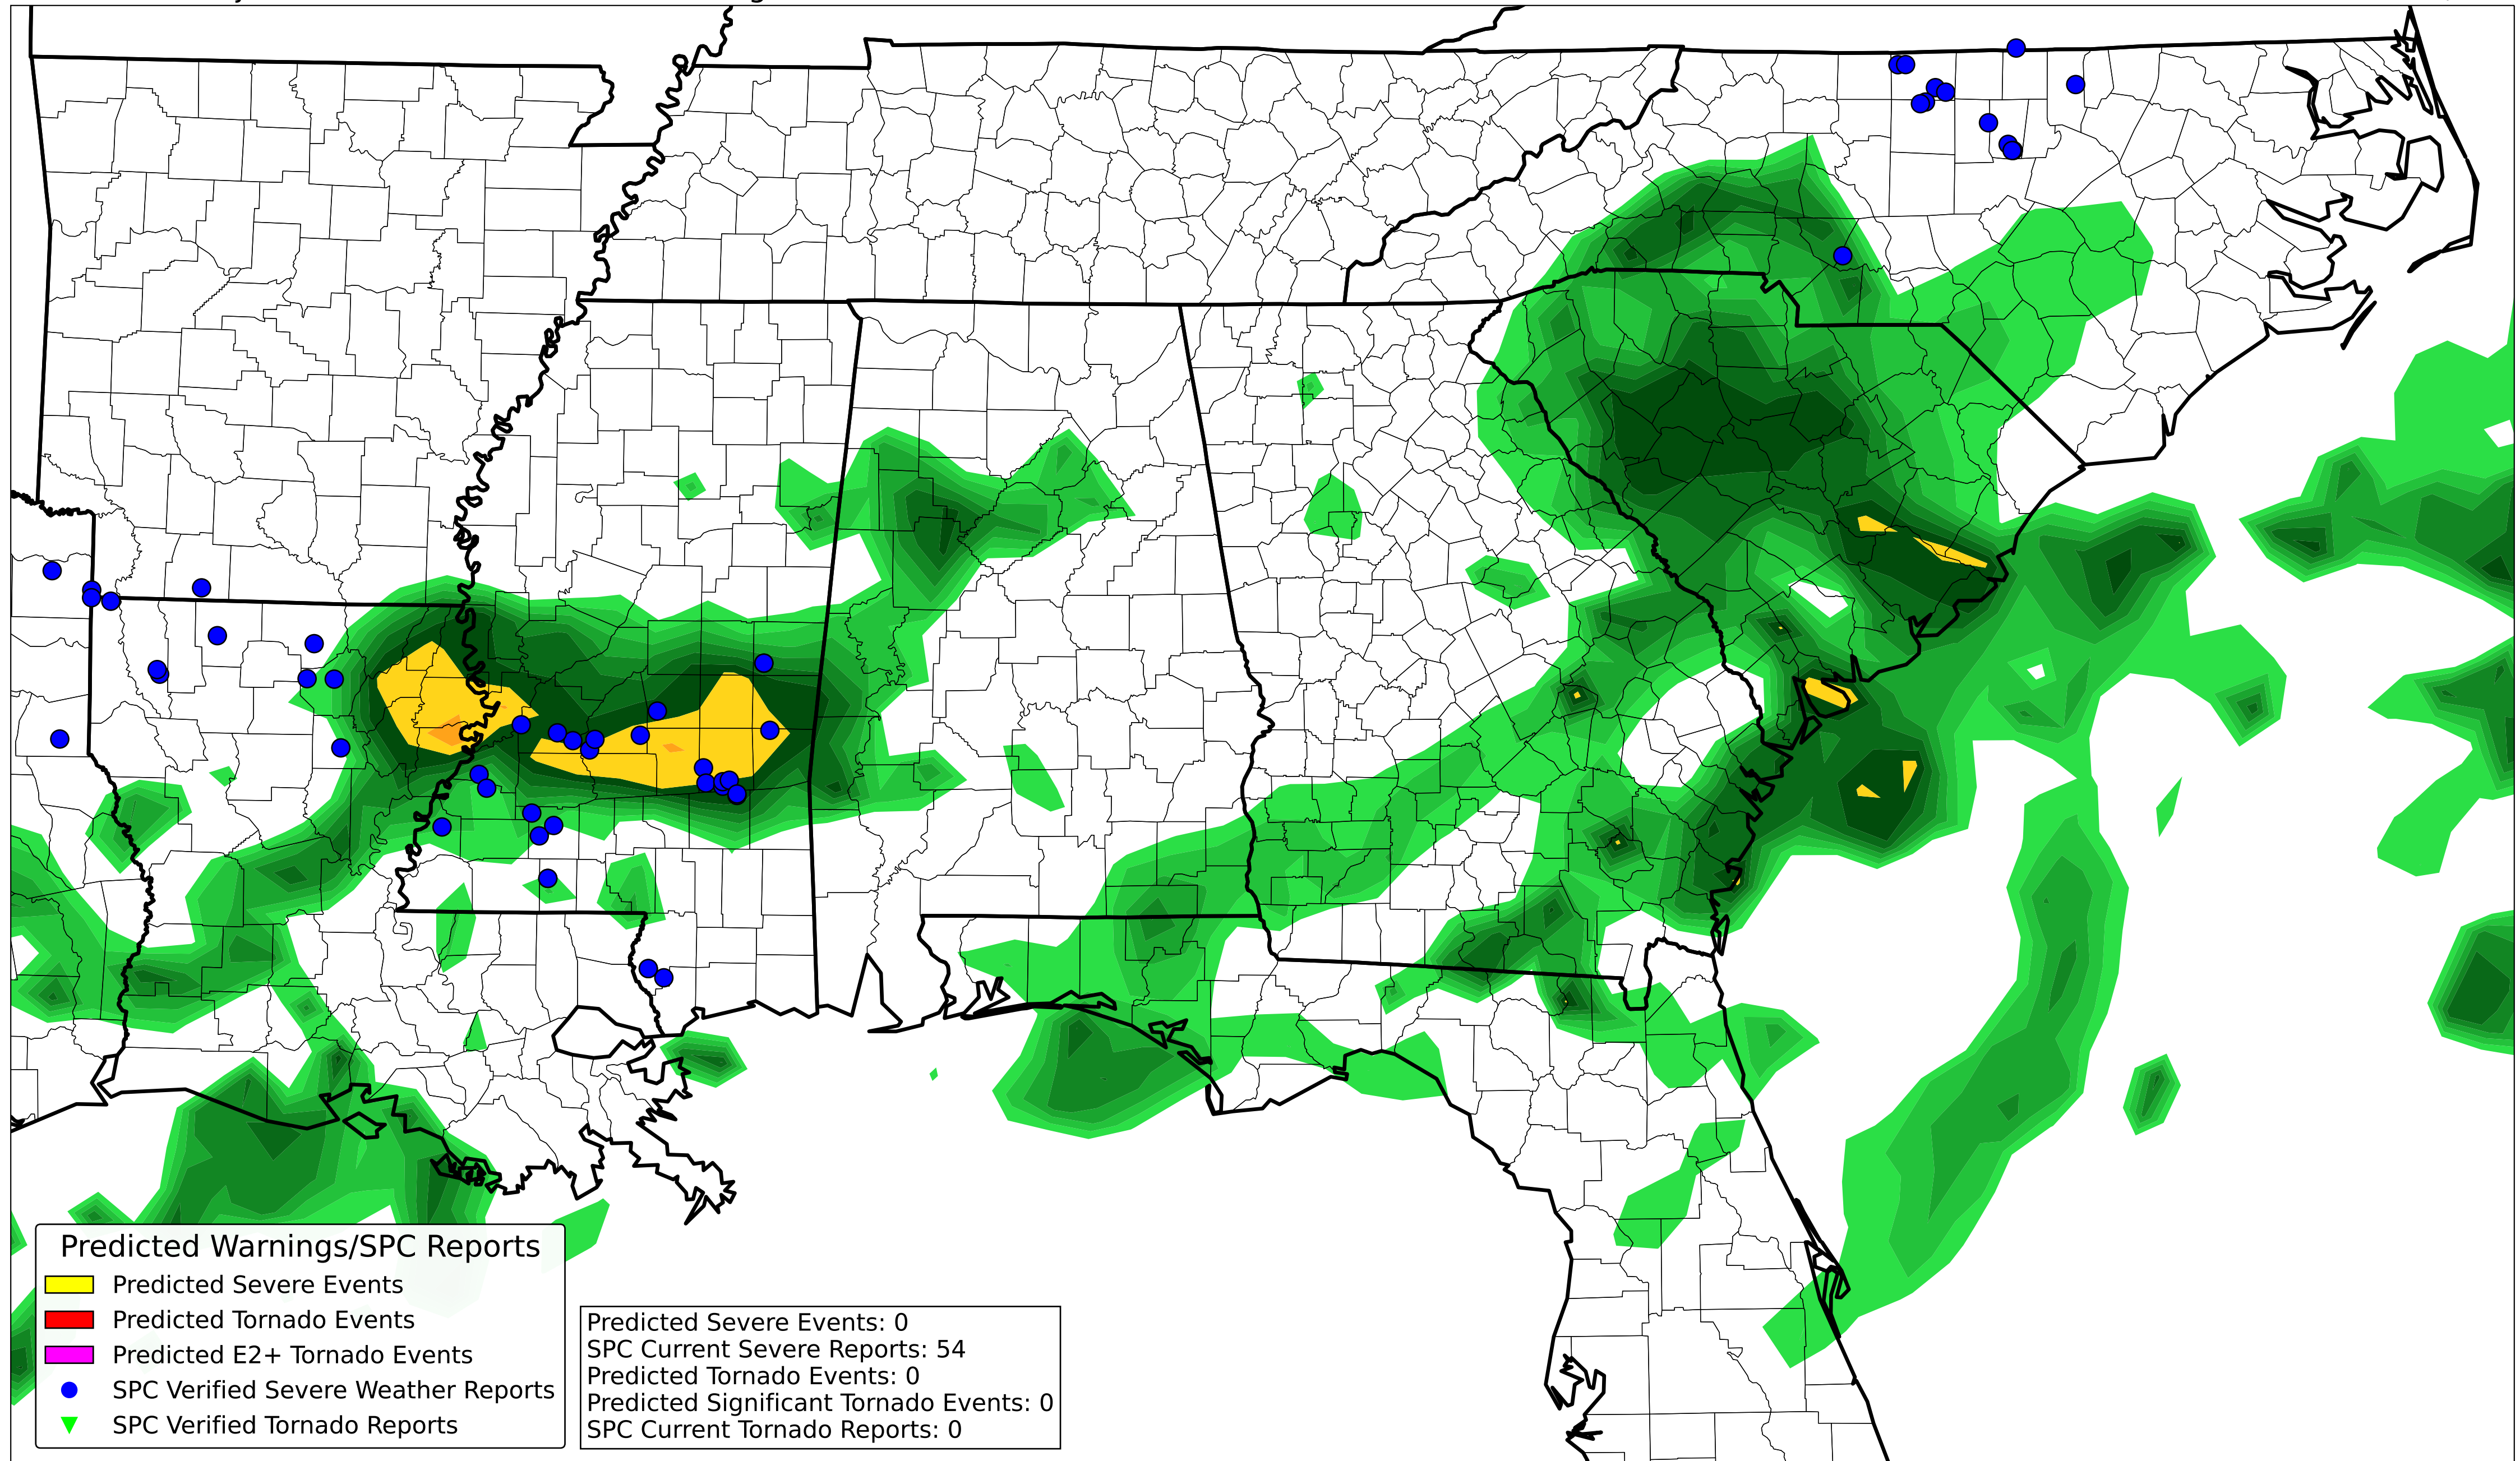 Predicted Warnings/SPC Reports
Predicted Severe Events
Predicted Tornado Events
Predicted E2+ Tornado Events
SPC Verified Severe Weather Reports
SPC Verified Tornado Reports
Predicted Severe Events: 0
SPC Current Severe Reports: 54
Predicted Tornado Events: 0
Predicted Significant Tornado Events: 0
SPC Current Tornado Reports: 0